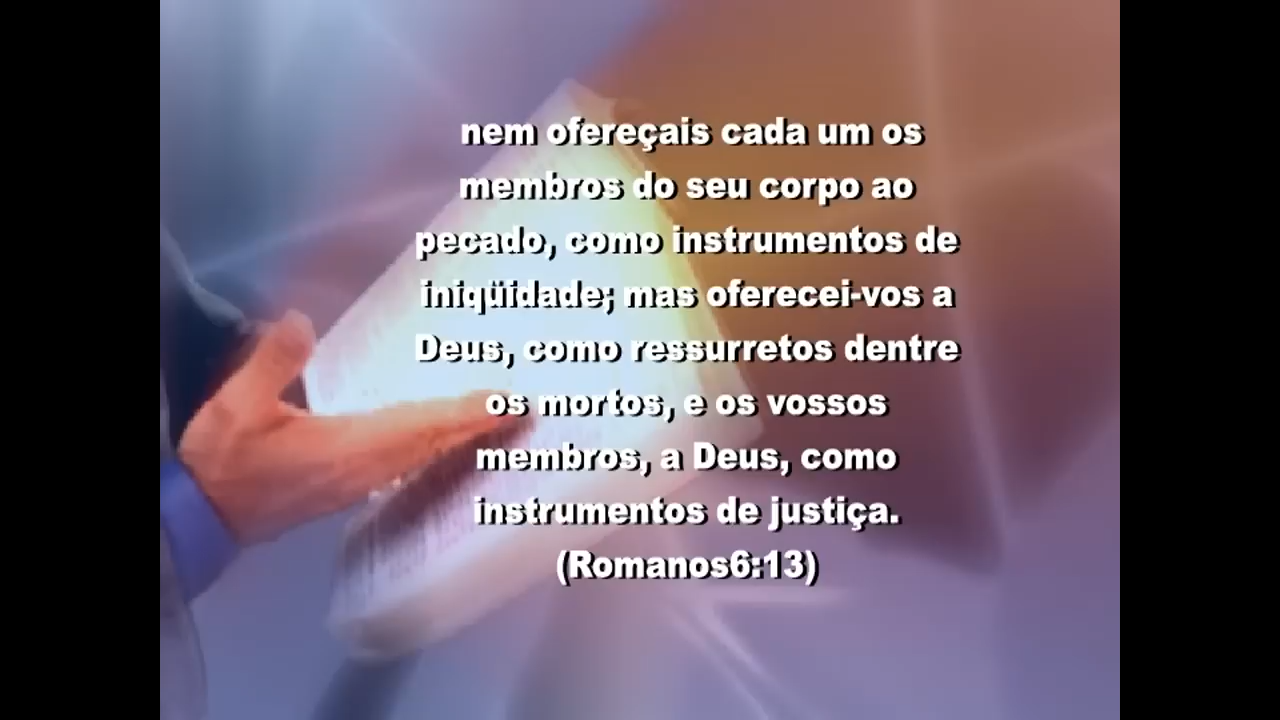 nem ofereçais cada um os
membros do seu corpo ao
pecado, como instrumentos de
iniqüidade; mas oferecei-vos a
Deus, como ressurretos dentre
os mortos, e os vossos
membros, a Deus, como
instrumentos de justiça.
(Romanos6:13)